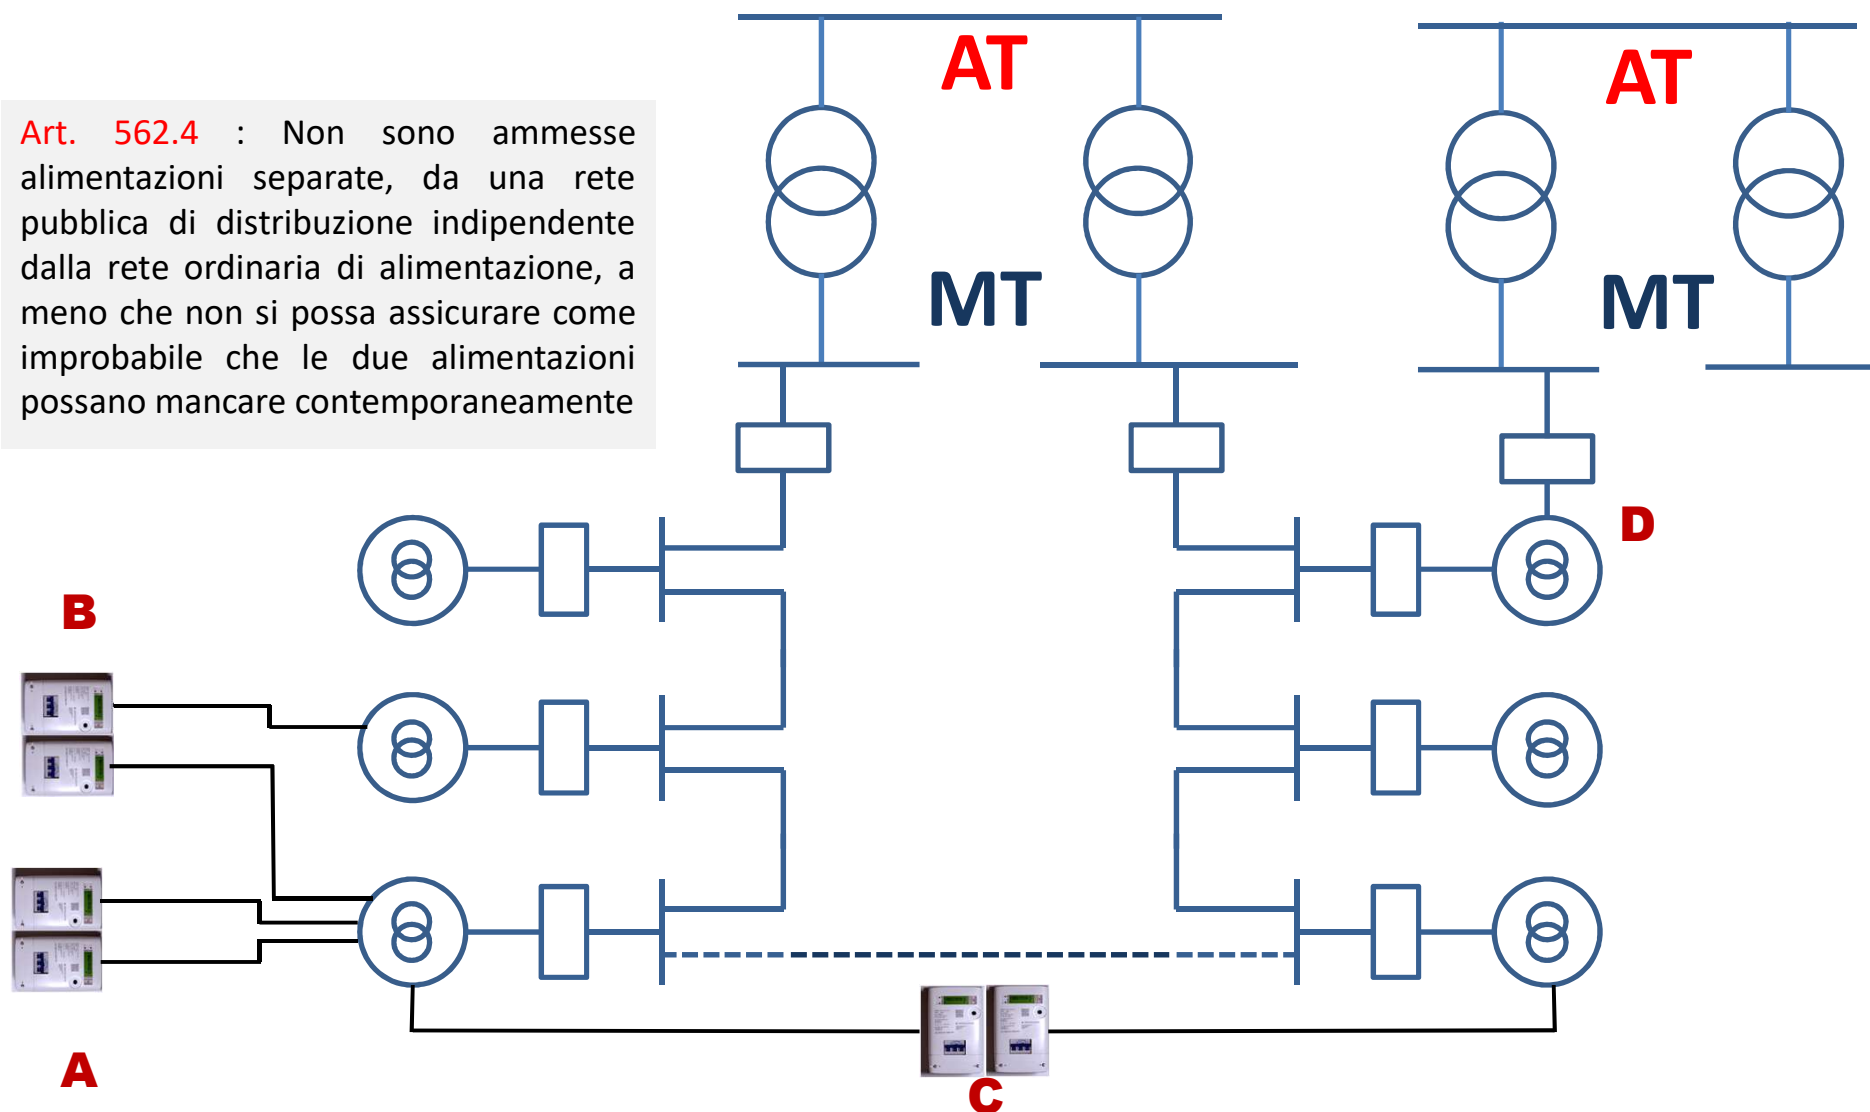 AT
AT
Art. 562.4 : Non sono ammesse
alimentazioni separate, da una rete
pubblica di distribuzione indipendente
dalla rete ordinaria di alimentazione, a
meno che non si possa assicurare come
improbabile che le due alimentazioni
possano mancare contemporaneamente
MT
MT
D
B
A
C